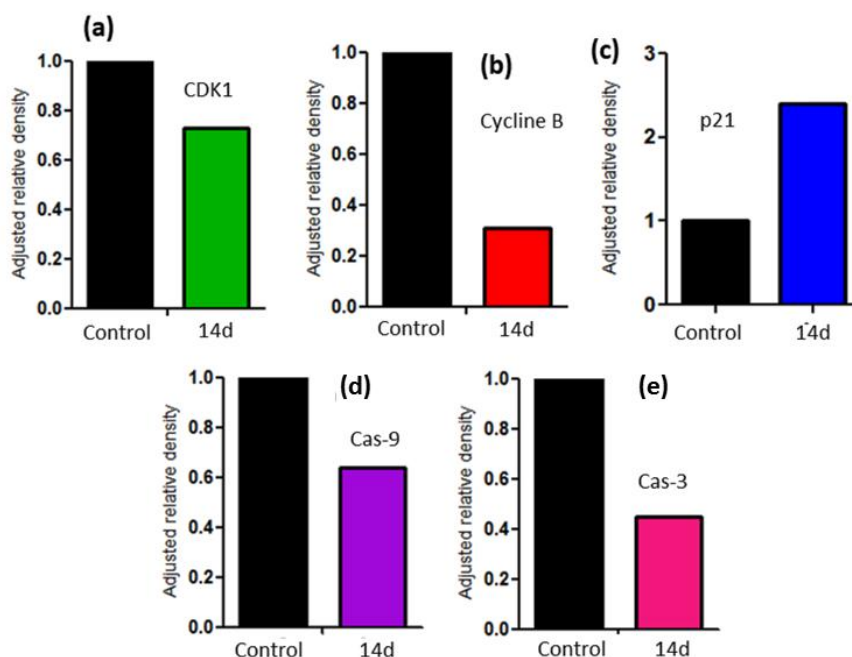 (a)
Adjusted relative density
1.0
0.8
0.6
0.4
0.2
0.0
CDK1
Control
14d
(b)
Adjusted relative density
1.0
0.8
0.6
0.4
0.2
0.0
Cycline B
Control
14d
(c)
Adjusted relative density
3
2
1
0
p21
Control
14d
(d)
Adjusted relative density
1.0
0.8
0.6
0.4
0.2
0.0
Cas-9
Control
14d
(e)
Adjusted relative density
1.0
0.8
0.6
0.4
0.2
0.0
Cas-3
Control
14d